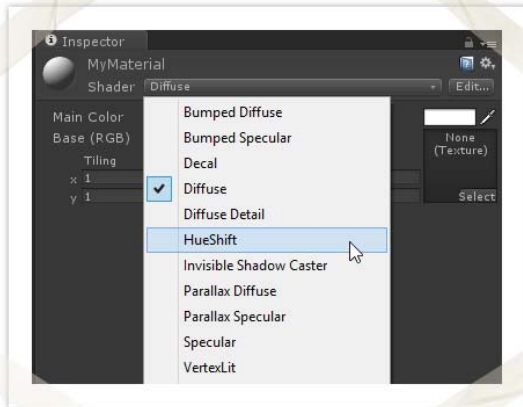 Inspector
MyMaterial
Shader Diffuse Edit...
Main Color
Base (RGB)
None
(Texture)
Tiling
x 1
y 1
Select
Bumped Diffuse
Bumped Specular
Decal
Diffuse
Diffuse Detail
HueShift
Invisible Shadow Caster
Parallax Diffuse
Parallax Specular
Specular
VertexLit